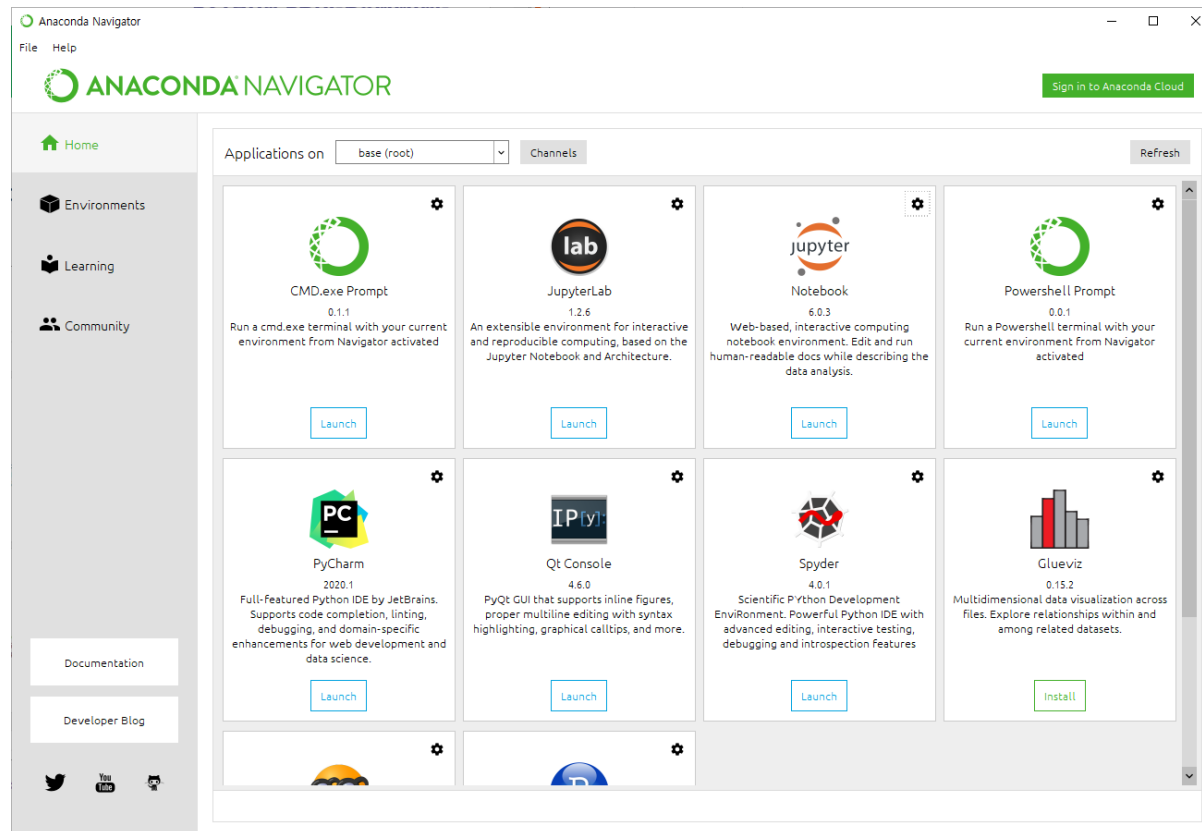 Anaconda Navigator
File Help
ANACONDA NAVIGATOR
Sign in to Anaconda Cloud
Home
Environments
Learning
Community
Documentation
Developer Blog
You
Tube
Applications on base (root) Channels Refresh
CMD.exe Prompt
0.1.1
Run a cmd.exe terminal with your current
environment from Navigator activated
Launch
lab
JupyterLab
1.2.6
An extensible environment for interactive
and reproducible computing, based on the
Jupyter Notebook and Architecture.
Launch
jupyter
Notebook
6.0.3
Web-based, interactive computing
notebook environment. Edit and run
human-readable docs while describing the
data analysis.
Launch
Powershell Prompt
0.0.1
Run a Powershell terminal with your
current environment from Navigator
activated
Launch
PC
PyCharm
2020.1
Full-featured Python IDE by JetBrains.
Supports code completion, linting,
debugging, and domain-specific
enhancements for web development and
data science.
Launch
IP[y]:
Qt Console
4.6.0
PyQt GUI that supports inline figures,
proper multiline editing with syntax
highlighting, graphical calltips, and more.
Launch
Spyder
4.0.1
Scientific PYthon Development
EnviRonment. Powerful Python IDE with
advanced editing, interactive testing,
debugging and introspection features
Launch
Glueviz
0.15.2
Multidimensional data visualization across
files. Explore relationships within and
among related datasets.
Install